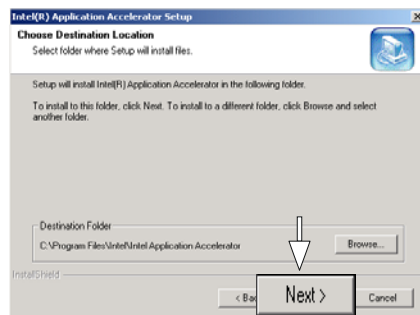 Intel(R) Application Accelerator Setup
Choose Destination Location
Select folder where Setup will install files.
Setup will install Intel(R) Application Accelerator in the following folder.
To install to this folder, click Next. To install to a different folder, click Browse and select
another folder.
Destination Folder
C:\Program Files\Intel\Intel Application Accelerator
Browse...
InstallShield
< Bac
Next >
Cancel